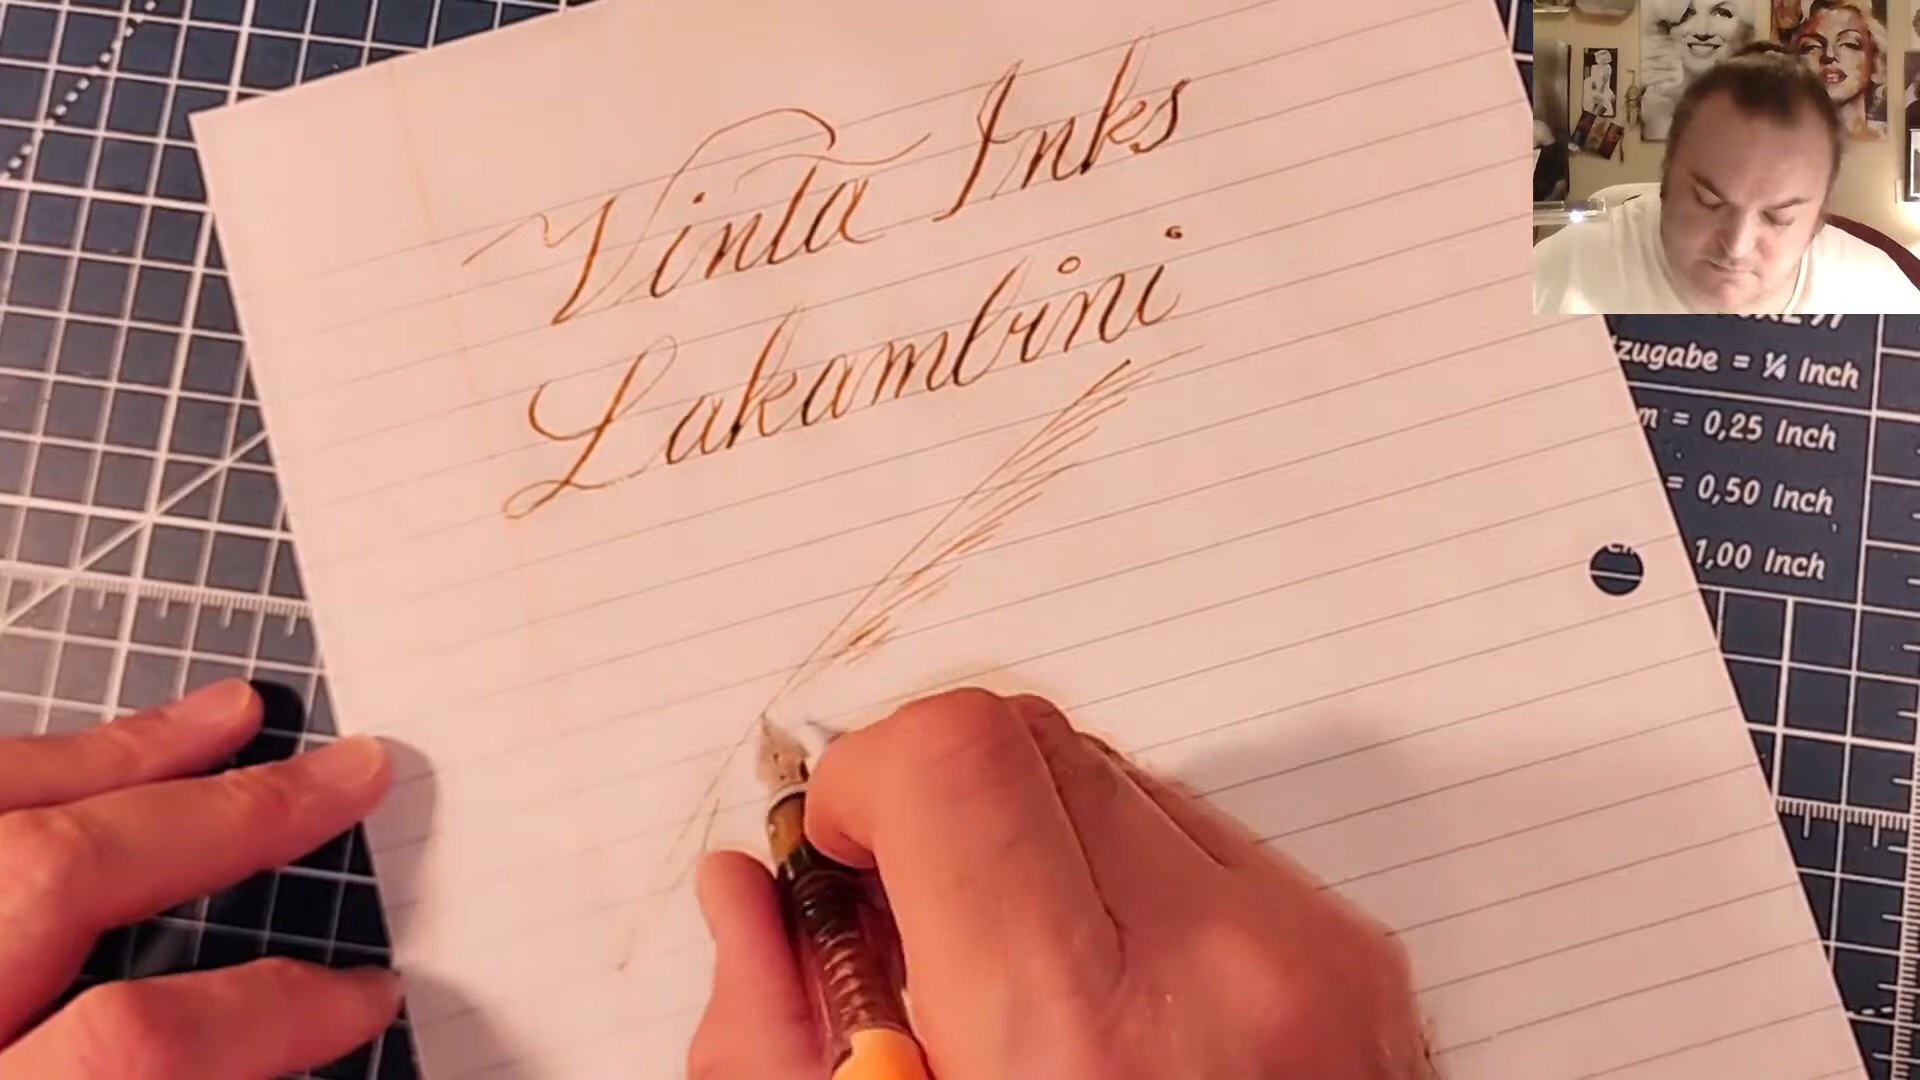 Vinta Inks
Lakambini
zugabe = ¼ Inch
m = 0,25 Inch
= 0,50 Inch
1,00 Inch